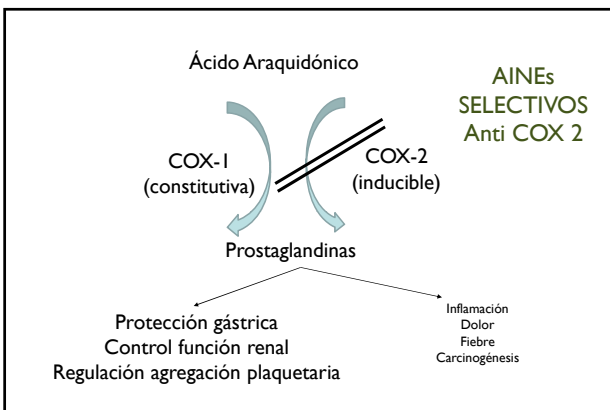 Ácido Araquidónico
AINEs
SELECTIVOS
Anti COX 2
COX-1
(constitutiva)
COX-2
(inducible)
Prostaglandinas
Protección gástrica
Control función renal
Regulación agregación plaquetaria
Inflamación
Dolor
Fiebre
Carcinogénesis